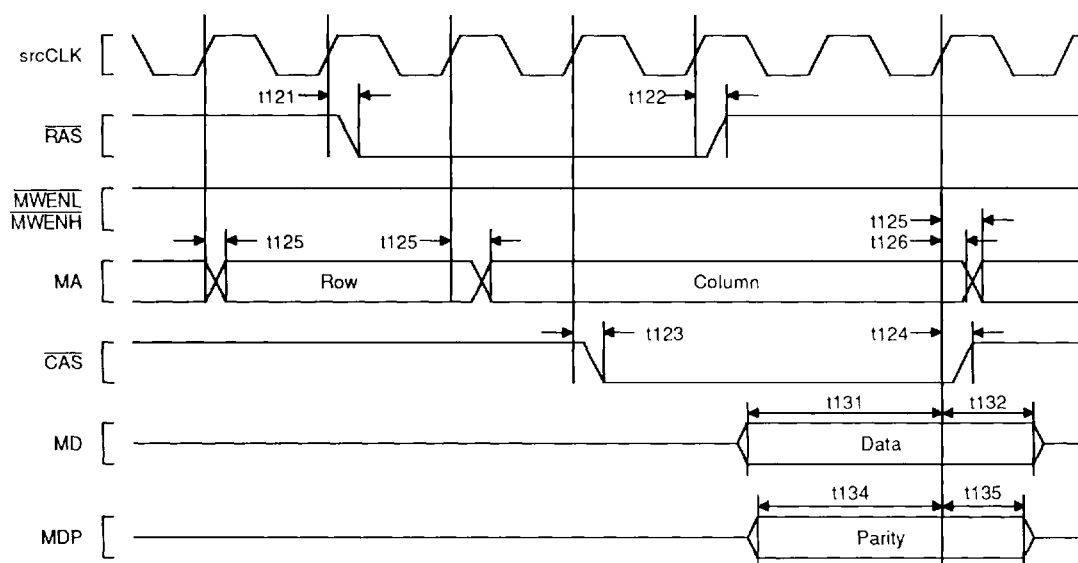 srcCLK
t121
t122
RAS
MWENL
MWENH
t125
t125
t125
t126
MA
Row
Column
t123
t124
CAS
t131
t132
MD
Data
t134
t135
MDP
Parity